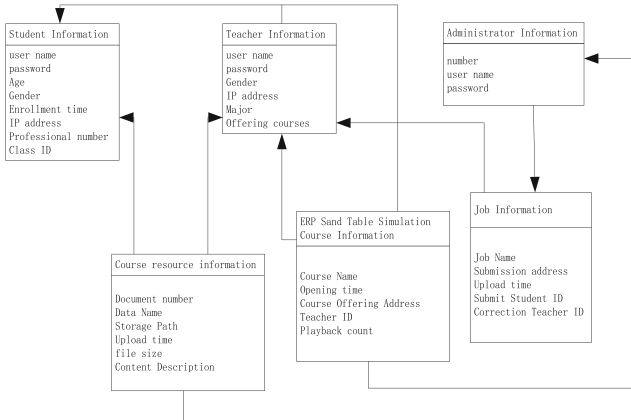 Student Information
user name
password
Age
Gender
Enrollment time
IP address
Professional number
Class ID
Teacher Information
user name
password
Gender
IP address
Major
Offering courses
Administrator Information
number
user name
password
Course resource information
Document number
Data Name
Storage Path
Upload time
file size
Content Description
ERP Sand Table Simulation
Course Information
Course Name
Opening time
Course Offering Address
Teacher ID
Playback count
Job Information
Job Name
Submission address
Upload time
Submit Student ID
Correction Teacher ID